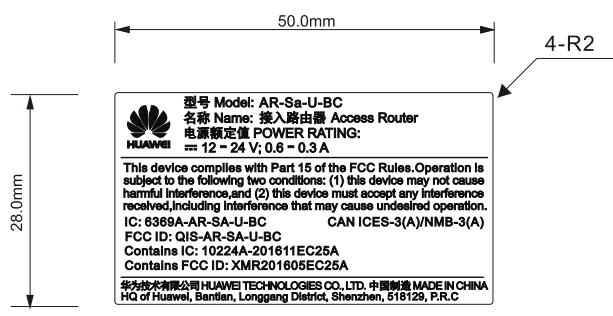 50.0mm
4-R2
28.0mm
HUAWEI
型号 Model: AR-Sa-U-BC
名称 Name: 接入路由器 Access Router
电源额定值 POWER RATING:
⎓ 12 – 24 V; 0.6 – 0.3 A
This device complies with Part 15 of the FCC Rules.Operation is
subject to the following two conditions: (1) this device may not cause
harmful interference,and (2) this device must accept any interference
received,including interference that may cause undesired operation.
IC: 6369A-AR-SA-U-BC CAN ICES-3(A)/NMB-3(A)
FCC ID: QIS-AR-SA-U-BC
Contains IC: 10224A-201611EC25A
Contains FCC ID: XMR201605EC25A
华为技术有限公司 HUAWEI TECHNOLOGIES CO., LTD. 中国制造 MADE IN CHINA
HQ of Huawei, Bantian, Longgang District, Shenzhen, 518129, P.R.C